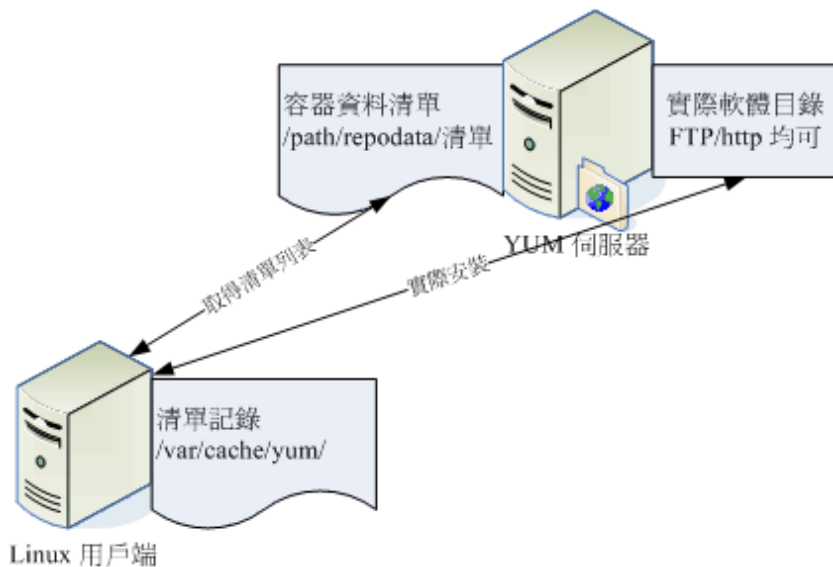 容器資料清單
/path/repodata/清單
實際軟體目錄
FTP/http 均可
YUM 伺服器
取得清單列表
實際安裝
清單記錄
/var/cache/yum/
Linux 用戶端